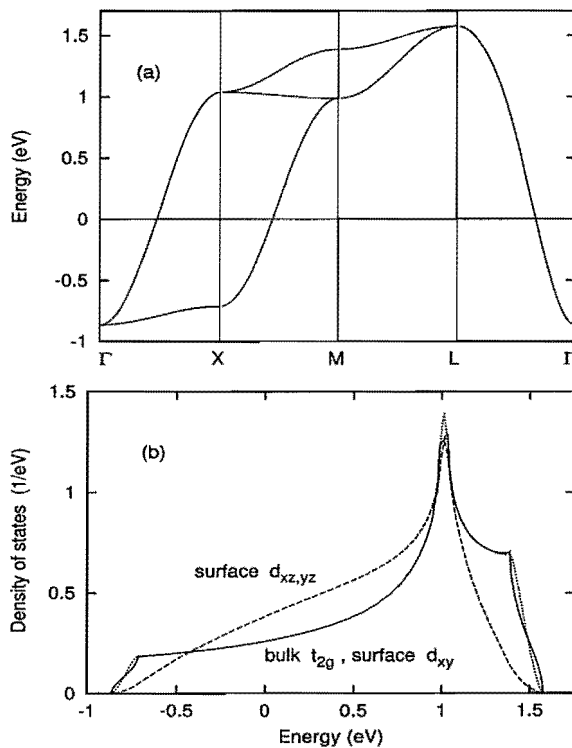 1.5
(a)
1
Energy (eV)
0.5
0
-0.5
-1
Γ X M L Γ
1.5
(b)
1
Density of states (1/eV)
surface d_xz,yz
0.5
bulk t_2g , surface d_xy
0
-1 -0.5 0 0.5 1 1.5
Energy (eV)